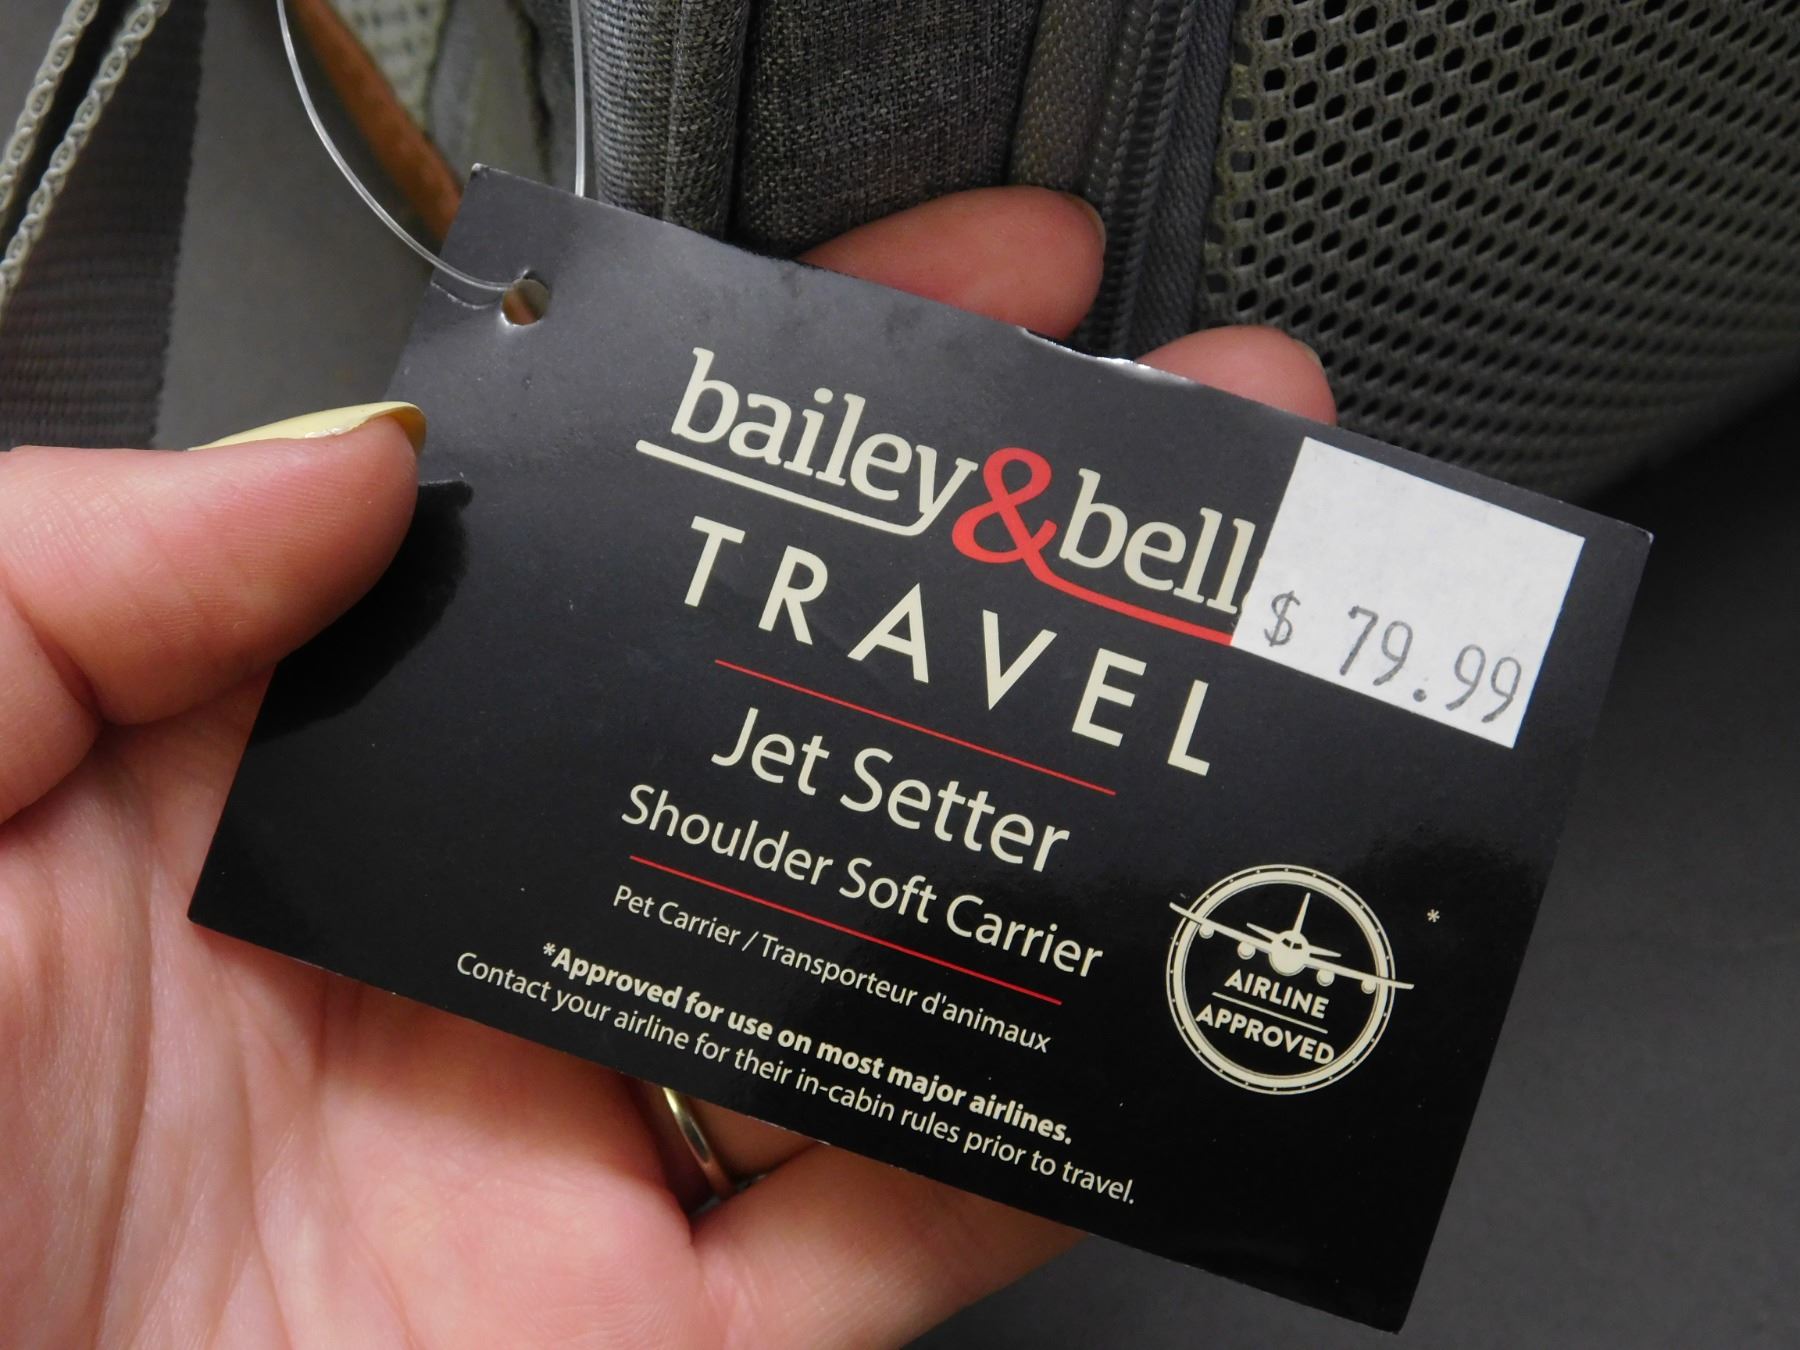 bailey&bell
TRAVEL
$ 79.99
Jet Setter
Shoulder Soft Carrier
Pet Carrier / Transporteur d'animaux
*Approved for use on most major airlines.
Contact your airline for their in-cabin rules prior to travel.
*
AIRLINE
APPROVED